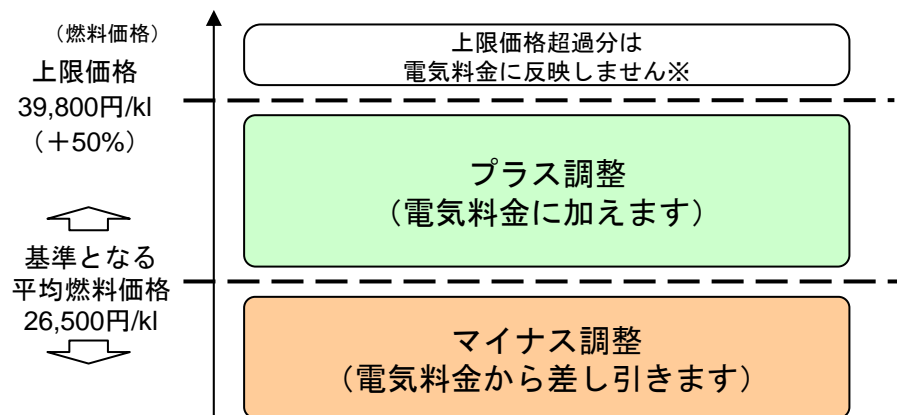 （燃料価格）
上限価格
39,800円/kl
（＋50%）
基準となる
平均燃料価格
26,500円/kl
上限価格超過分は
電気料金に反映しません※
プラス調整
（電気料金に加えます）
マイナス調整
（電気料金から差し引きます）